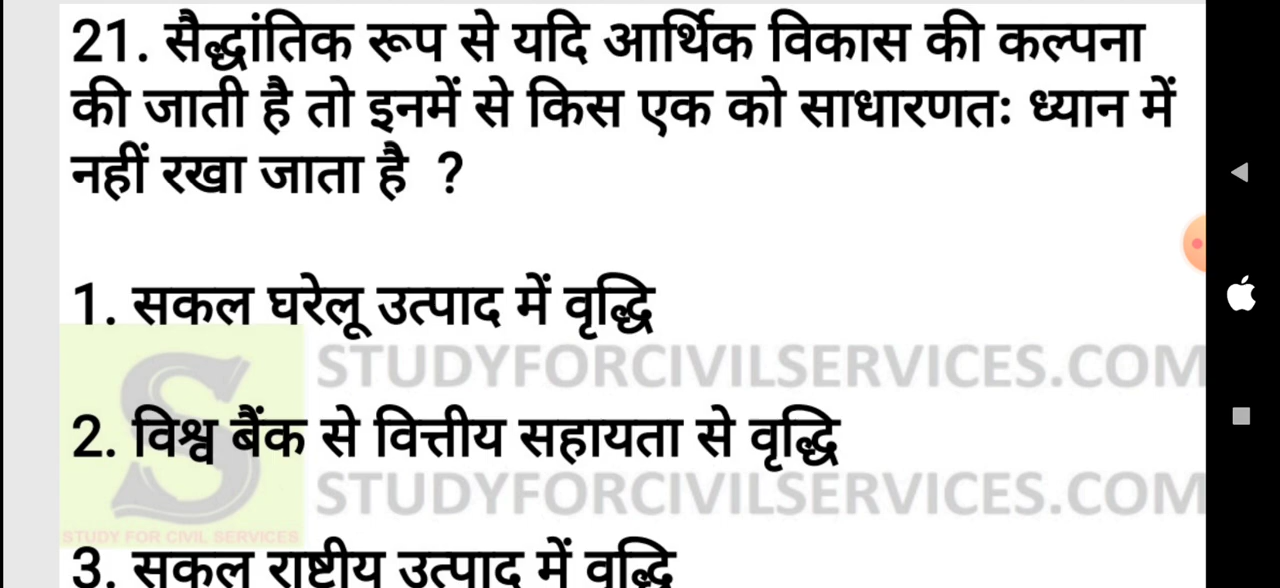 21. सैद्धांतिक रूप से यदि आर्थिक विकास की कल्पना
की जाती है तो इनमें से किस एक को साधारणतः ध्यान में
नहीं रखा जाता है ?
1. सकल घरेलू उत्पाद में वृद्धि
STUDYFORCIVILSERVICES.COM
2. विश्व बैंक से वित्तीय सहायता से वृद्धि
STUDYFORCIVILSERVICES.COM
STUDY FOR CIVIL SERVICES
3. सकल राष्ट्रीय उत्पाद में वृद्धि